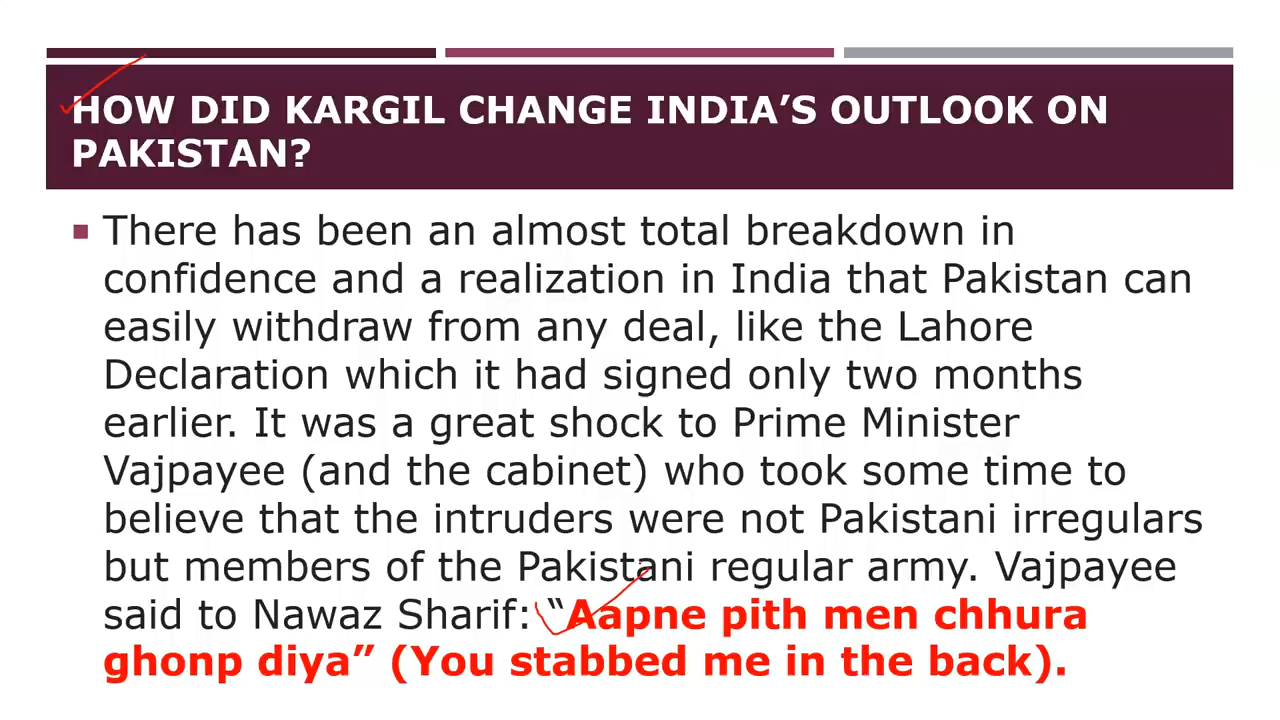 HOW DID KARGIL CHANGE INDIA’S OUTLOOK ON
PAKISTAN?
There has been an almost total breakdown in
confidence and a realization in India that Pakistan can
easily withdraw from any deal, like the Lahore
Declaration which it had signed only two months
earlier. It was a great shock to Prime Minister
Vajpayee (and the cabinet) who took some time to
believe that the intruders were not Pakistani irregulars
but members of the Pakistani regular army. Vajpayee
said to Nawaz Sharif: “Aapne pith men chhura
ghonp diya” (You stabbed me in the back).